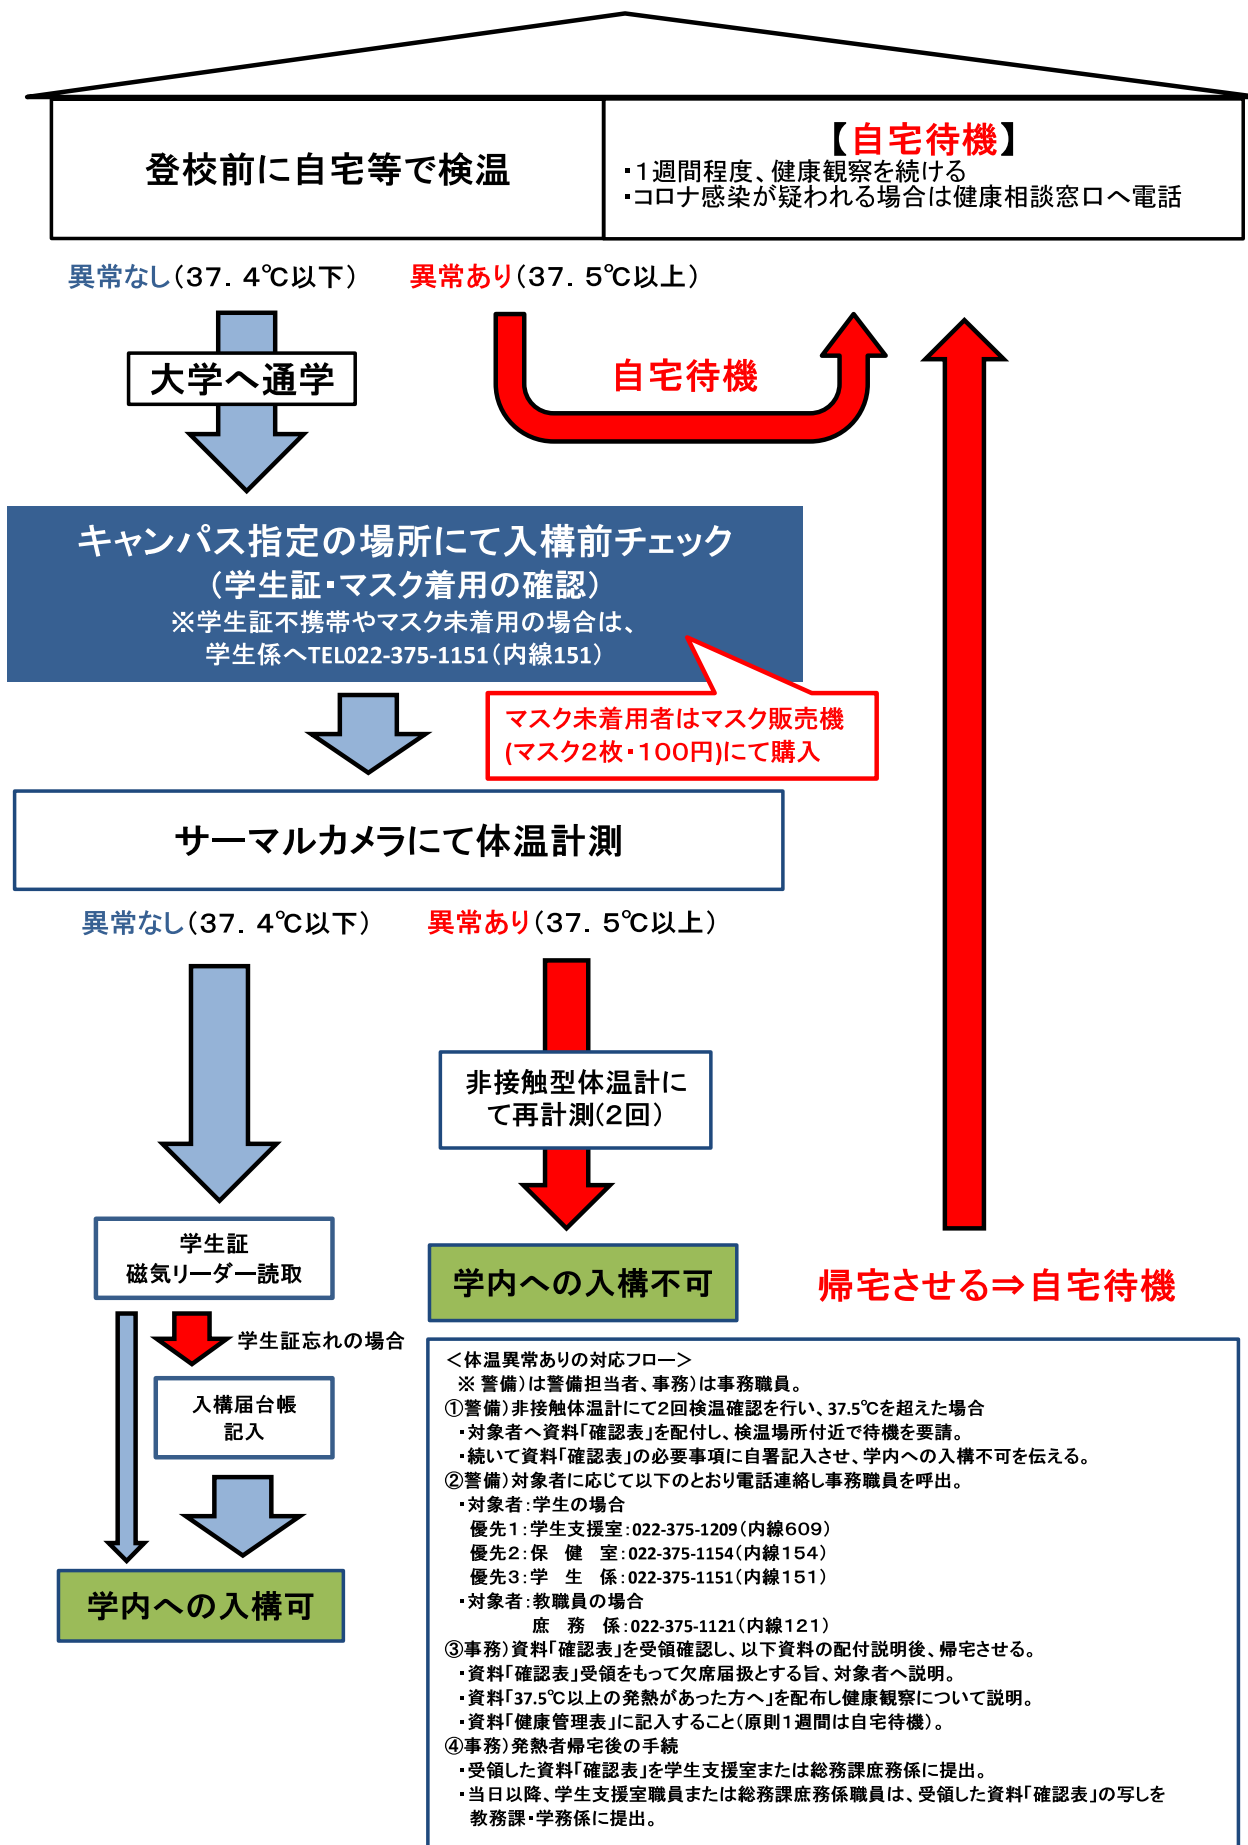 登校前に自宅等で検温
【自宅待機】
・1週間程度、健康観察を続ける
・コロナ感染が疑われる場合は健康相談窓口へ電話
異常なし(37．4℃以下)
異常あり(37．5℃以上)
大学へ通学
自宅待機
キャンパス指定の場所にて入構前チェック
（学生証・マスク着用の確認）
※学生証不携帯やマスク未着用の場合は、
学生係へTEL022-375-1151（内線151）
マスク未着用者はマスク販売機
(マスク2枚・100円)にて購入
サーマルカメラにて体温計測
異常なし(37．4℃以下)
異常あり(37．5℃以上)
非接触型体温計に
て再計測(2回)
学生証
磁気リーダー読取
学内への入構不可
帰宅させる⇒自宅待機
学生証忘れの場合
入構届台帳
記入
学内への入構可
＜体温異常ありの対応フロー＞
※ 警備）は警備担当者、事務）は事務職員。
①警備）非接触体温計にて2回検温確認を行い、37.5℃を超えた場合
・対象者へ資料「確認表」を配付し、検温場所付近で待機を要請。
・続いて資料「確認表」の必要事項に自署記入させ、学内への入構不可を伝える。
②警備）対象者に応じて以下のとおり電話連絡し事務職員を呼出。
・対象者：学生の場合
優先1：学生支援室：022-375-1209（内線609）
優先2：保　健　室：022-375-1154（内線154）
優先3：学　生　係：022-375-1151（内線151）
・対象者：教職員の場合
庶　務　係：022-375-1121（内線121）
③事務）資料「確認表」を受領確認し、以下資料の配付説明後、帰宅させる。
・資料「確認表」受領をもって欠席届扱とする旨、対象者へ説明。
・資料「37.5℃以上の発熱があった方へ」を配布し健康観察について説明。
・資料「健康管理表」に記入すること（原則1週間は自宅待機）。
④事務）発熱者帰宅後の手続
・受領した資料「確認表」を学生支援室または総務課庶務係に提出。
・当日以降、学生支援室職員または総務課庶務係職員は、受領した資料「確認表」の写しを
教務課・学務係に提出。